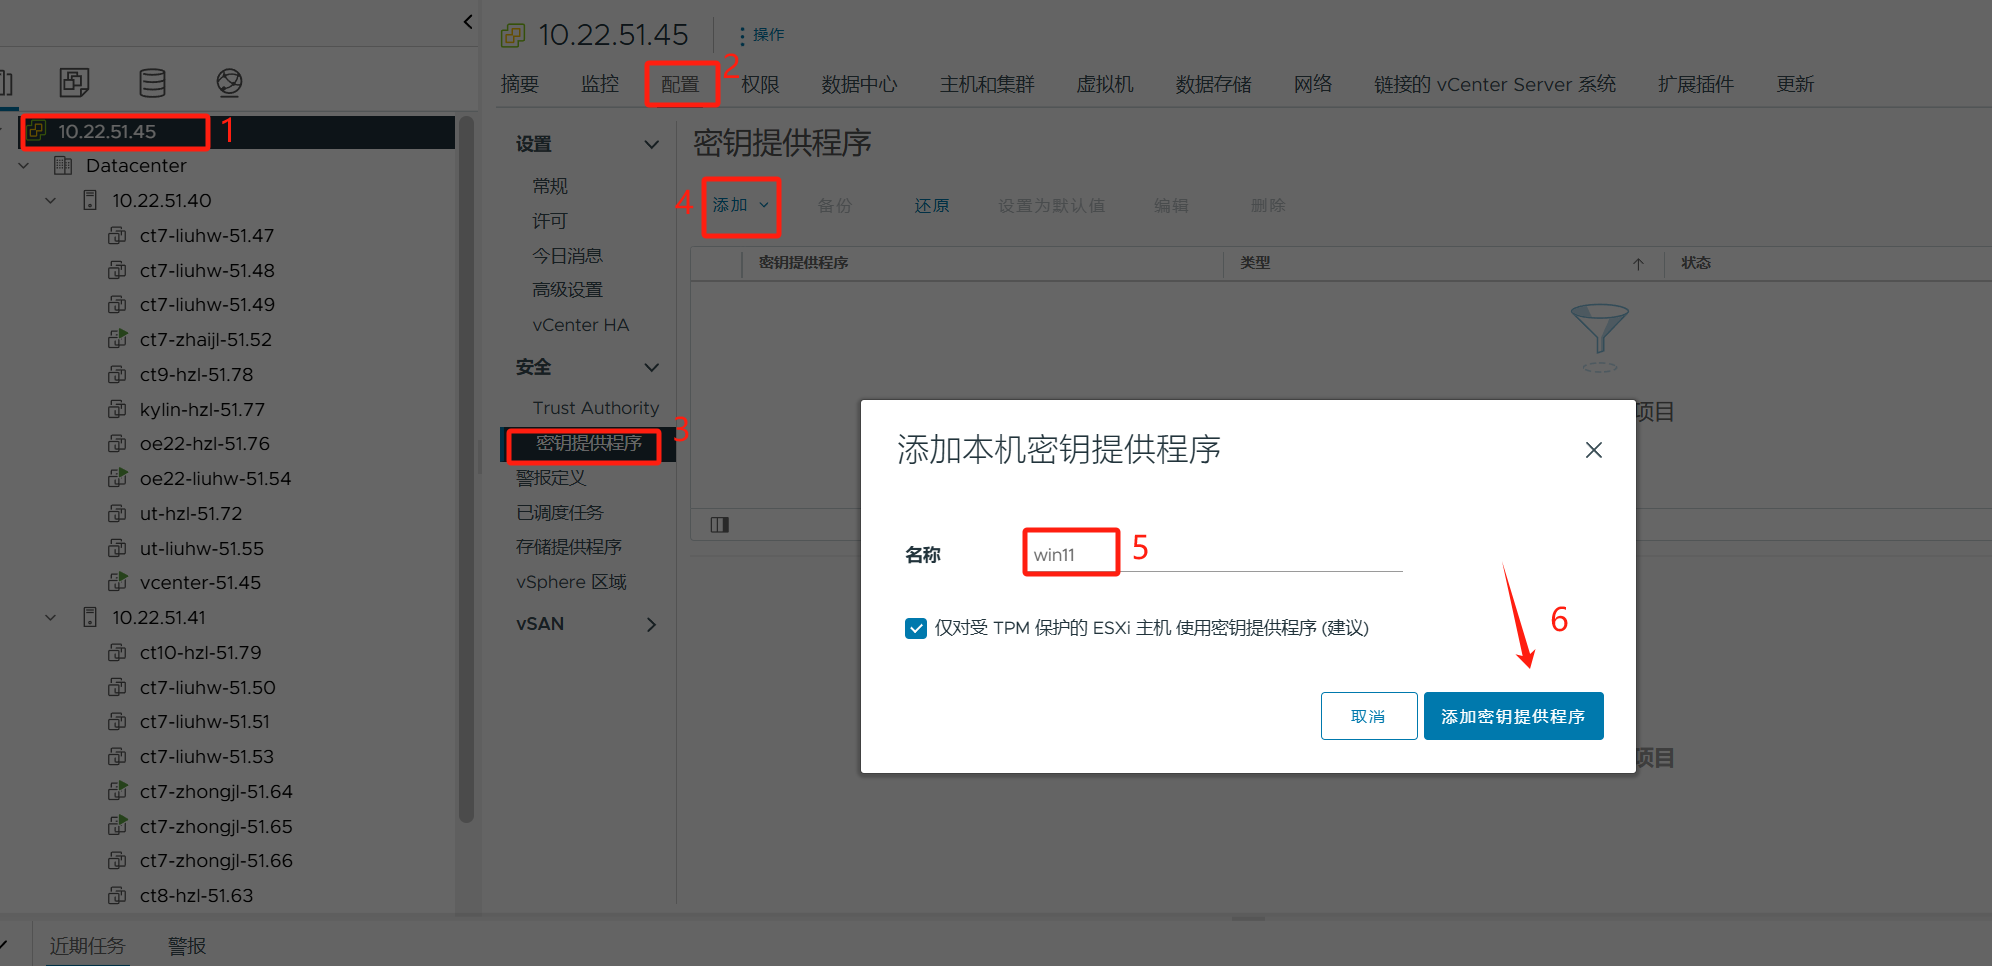 10.22.51.45
操作
摘要 监控 配置 2 权限 数据中心 主机和集群 虚拟机 数据存储 网络 链接的 vCenter Server 系统 扩展插件 更新
10.22.51.45 1
Datacenter
10.22.51.40
ct7-liuhw-51.47
ct7-liuhw-51.48
ct7-liuhw-51.49
ct7-zhaijl-51.52
ct9-hzl-51.78
kylin-hzl-51.77
oe22-hzl-51.76
oe22-liuhw-51.54
ut-hzl-51.72
ut-liuhw-51.55
vcenter-51.45
10.22.51.41
ct10-hzl-51.79
ct7-liuhw-51.50
ct7-liuhw-51.51
ct7-liuhw-51.53
ct7-zhongjl-51.64
ct7-zhongjl-51.65
ct7-zhongjl-51.66
ct8-hzl-51.63
设置
常规
许可
今日消息
高级设置
vCenter HA
安全
Trust Authority
密钥提供程序 3
警报定义
已调度任务
存储提供程序
vSphere 区域
vSAN
密钥提供程序
4 添加 备份 还原 设置为默认值 编辑 删除
密钥提供程序 类型 状态
项目
添加本机密钥提供程序
名称 win11 5
仅对受 TPM 保护的 ESXi 主机 使用密钥提供程序 (建议)
6
取消 添加密钥提供程序
项目
近期任务 警报